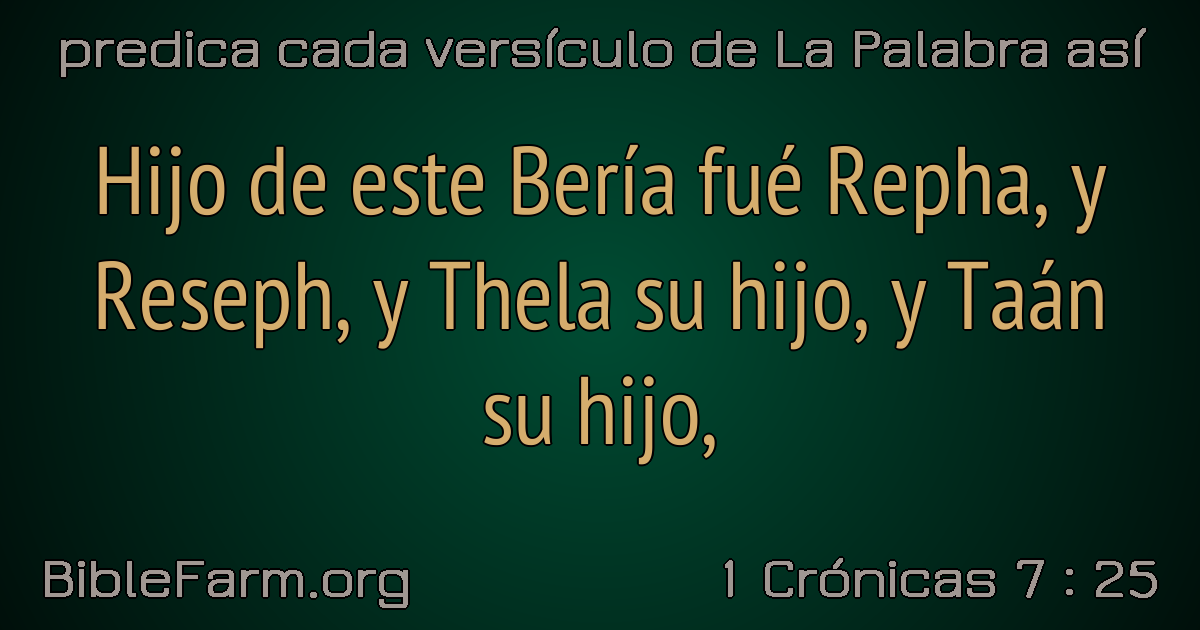 predica cada versículo de La Palabra así
Hijo de este Bería fué Repha, y
Reseph, y Thela su hijo, y Taán
su hijo,
BibleFarm.org
1 Crónicas 7 : 25